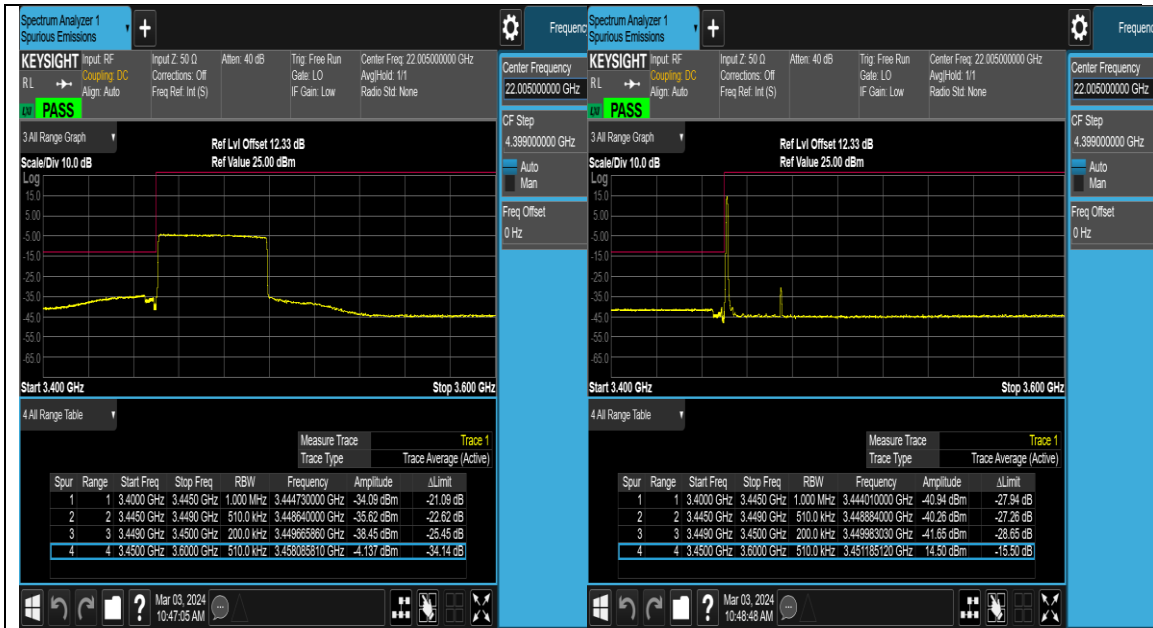 Spectrum Analyzer 1
Spurious Emissions
+
Frequenc
KEYSIGHT Input: RF
RL
Coupling: DC
Align: Auto
Input Z: 50 Ω
Corrections: Off
Freq Ref: Int (S)
Atten: 40 dB
Trig: Free Run
Gate: LO
IF Gain: Low
Center Freq: 22.005000000 GHz
Avg|Hold: 1/1
Radio Std: None
PASS
Center Frequency
22.005000000 GHz
CF Step
4.399000000 GHz
Auto
Man
Freq Offset
0 Hz
3 All Range Graph
Ref Lvl Offset 12.33 dB
Scale/Div 10.0 dB
Ref Value 25.00 dBm
Log
15.0
5.00
-5.00
-15.0
-25.0
-35.0
-45.0
-55.0
-65.0
Start 3.400 GHz
Stop 3.600 GHz
4 All Range Table
Measure Trace Trace 1
Trace Type Trace Average (Active)
Spur Range Start Freq Stop Freq RBW Frequency Amplitude ΔLimit
1 1 3.4000 GHz 3.4450 GHz 1.000 MHz 3.444730000 GHz -34.09 dBm -21.09 dB
2 2 3.4450 GHz 3.4490 GHz 510.0 kHz 3.448640000 GHz -35.62 dBm -22.62 dB
3 3 3.4490 GHz 3.4500 GHz 200.0 kHz 3.449665860 GHz -38.45 dBm -25.45 dB
4 4 3.4500 GHz 3.6000 GHz 510.0 kHz 3.458085810 GHz -4.137 dBm -34.14 dB
?
Mar 03, 2024
10:47:05 AM
Spectrum Analyzer 1
Spurious Emissions
+
Frequenc
KEYSIGHT Input: RF
RL
Coupling: DC
Align: Auto
Input Z: 50 Ω
Corrections: Off
Freq Ref: Int (S)
Atten: 40 dB
Trig: Free Run
Gate: LO
IF Gain: Low
Center Freq: 22.005000000 GHz
Avg|Hold: 1/1
Radio Std: None
PASS
Center Frequency
22.005000000 GHz
CF Step
4.399000000 GHz
Auto
Man
Freq Offset
0 Hz
3 All Range Graph
Ref Lvl Offset 12.33 dB
Scale/Div 10.0 dB
Ref Value 25.00 dBm
Log
15.0
5.00
-5.00
-15.0
-25.0
-35.0
-45.0
-55.0
-65.0
Start 3.400 GHz
Stop 3.600 GHz
4 All Range Table
Measure Trace Trace 1
Trace Type Trace Average (Active)
Spur Range Start Freq Stop Freq RBW Frequency Amplitude ΔLimit
1 1 3.4000 GHz 3.4450 GHz 1.000 MHz 3.444010000 GHz -40.94 dBm -27.94 dB
2 2 3.4450 GHz 3.4490 GHz 510.0 kHz 3.448884000 GHz -40.26 dBm -27.26 dB
3 3 3.4490 GHz 3.4500 GHz 200.0 kHz 3.449983030 GHz -41.65 dBm -28.65 dB
4 4 3.4500 GHz 3.6000 GHz 510.0 kHz 3.451185120 GHz 14.50 dBm -15.50 dB
?
Mar 03, 2024
10:48:48 AM